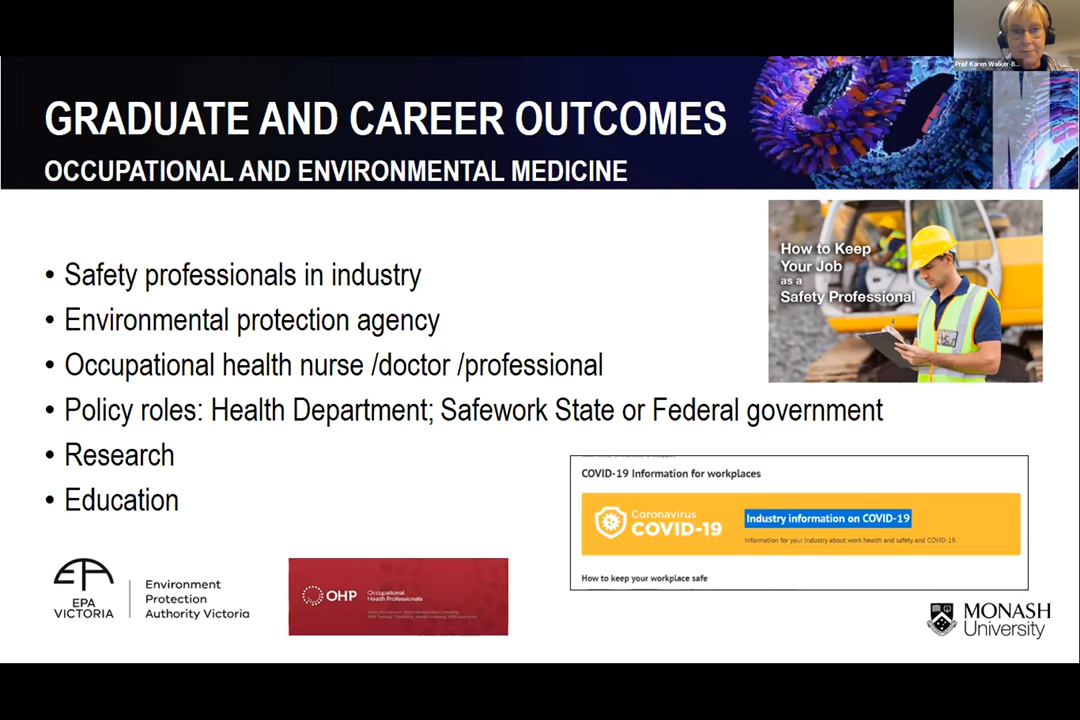 Prof Karen Walker-B...
GRADUATE AND CAREER OUTCOMES
OCCUPATIONAL AND ENVIRONMENTAL MEDICINE
How to Keep
Your Job
as a
Safety Professional
• Safety professionals in industry
• Environmental protection agency
• Occupational health nurse /doctor /professional
• Policy roles: Health Department; Safework State or Federal government
• Research
• Education
COVID-19 Information for workplaces
Coronavirus
COVID-19
Industry information on COVID-19
Information for your industry about work health and safety and COVID-19.
How to keep your workplace safe
EPA
VICTORIA
Environment
Protection
Authority Victoria
OHP
Occupational
Health Professionals
MONASH
University